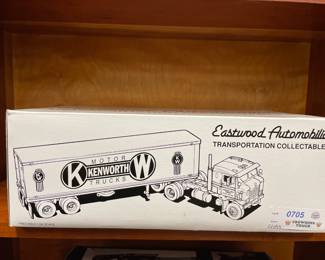 Eastwood Automobilia
TRANSPORTATION COLLECTABLE
MOTOR
K KENWORTH W
TRUCKS
0705